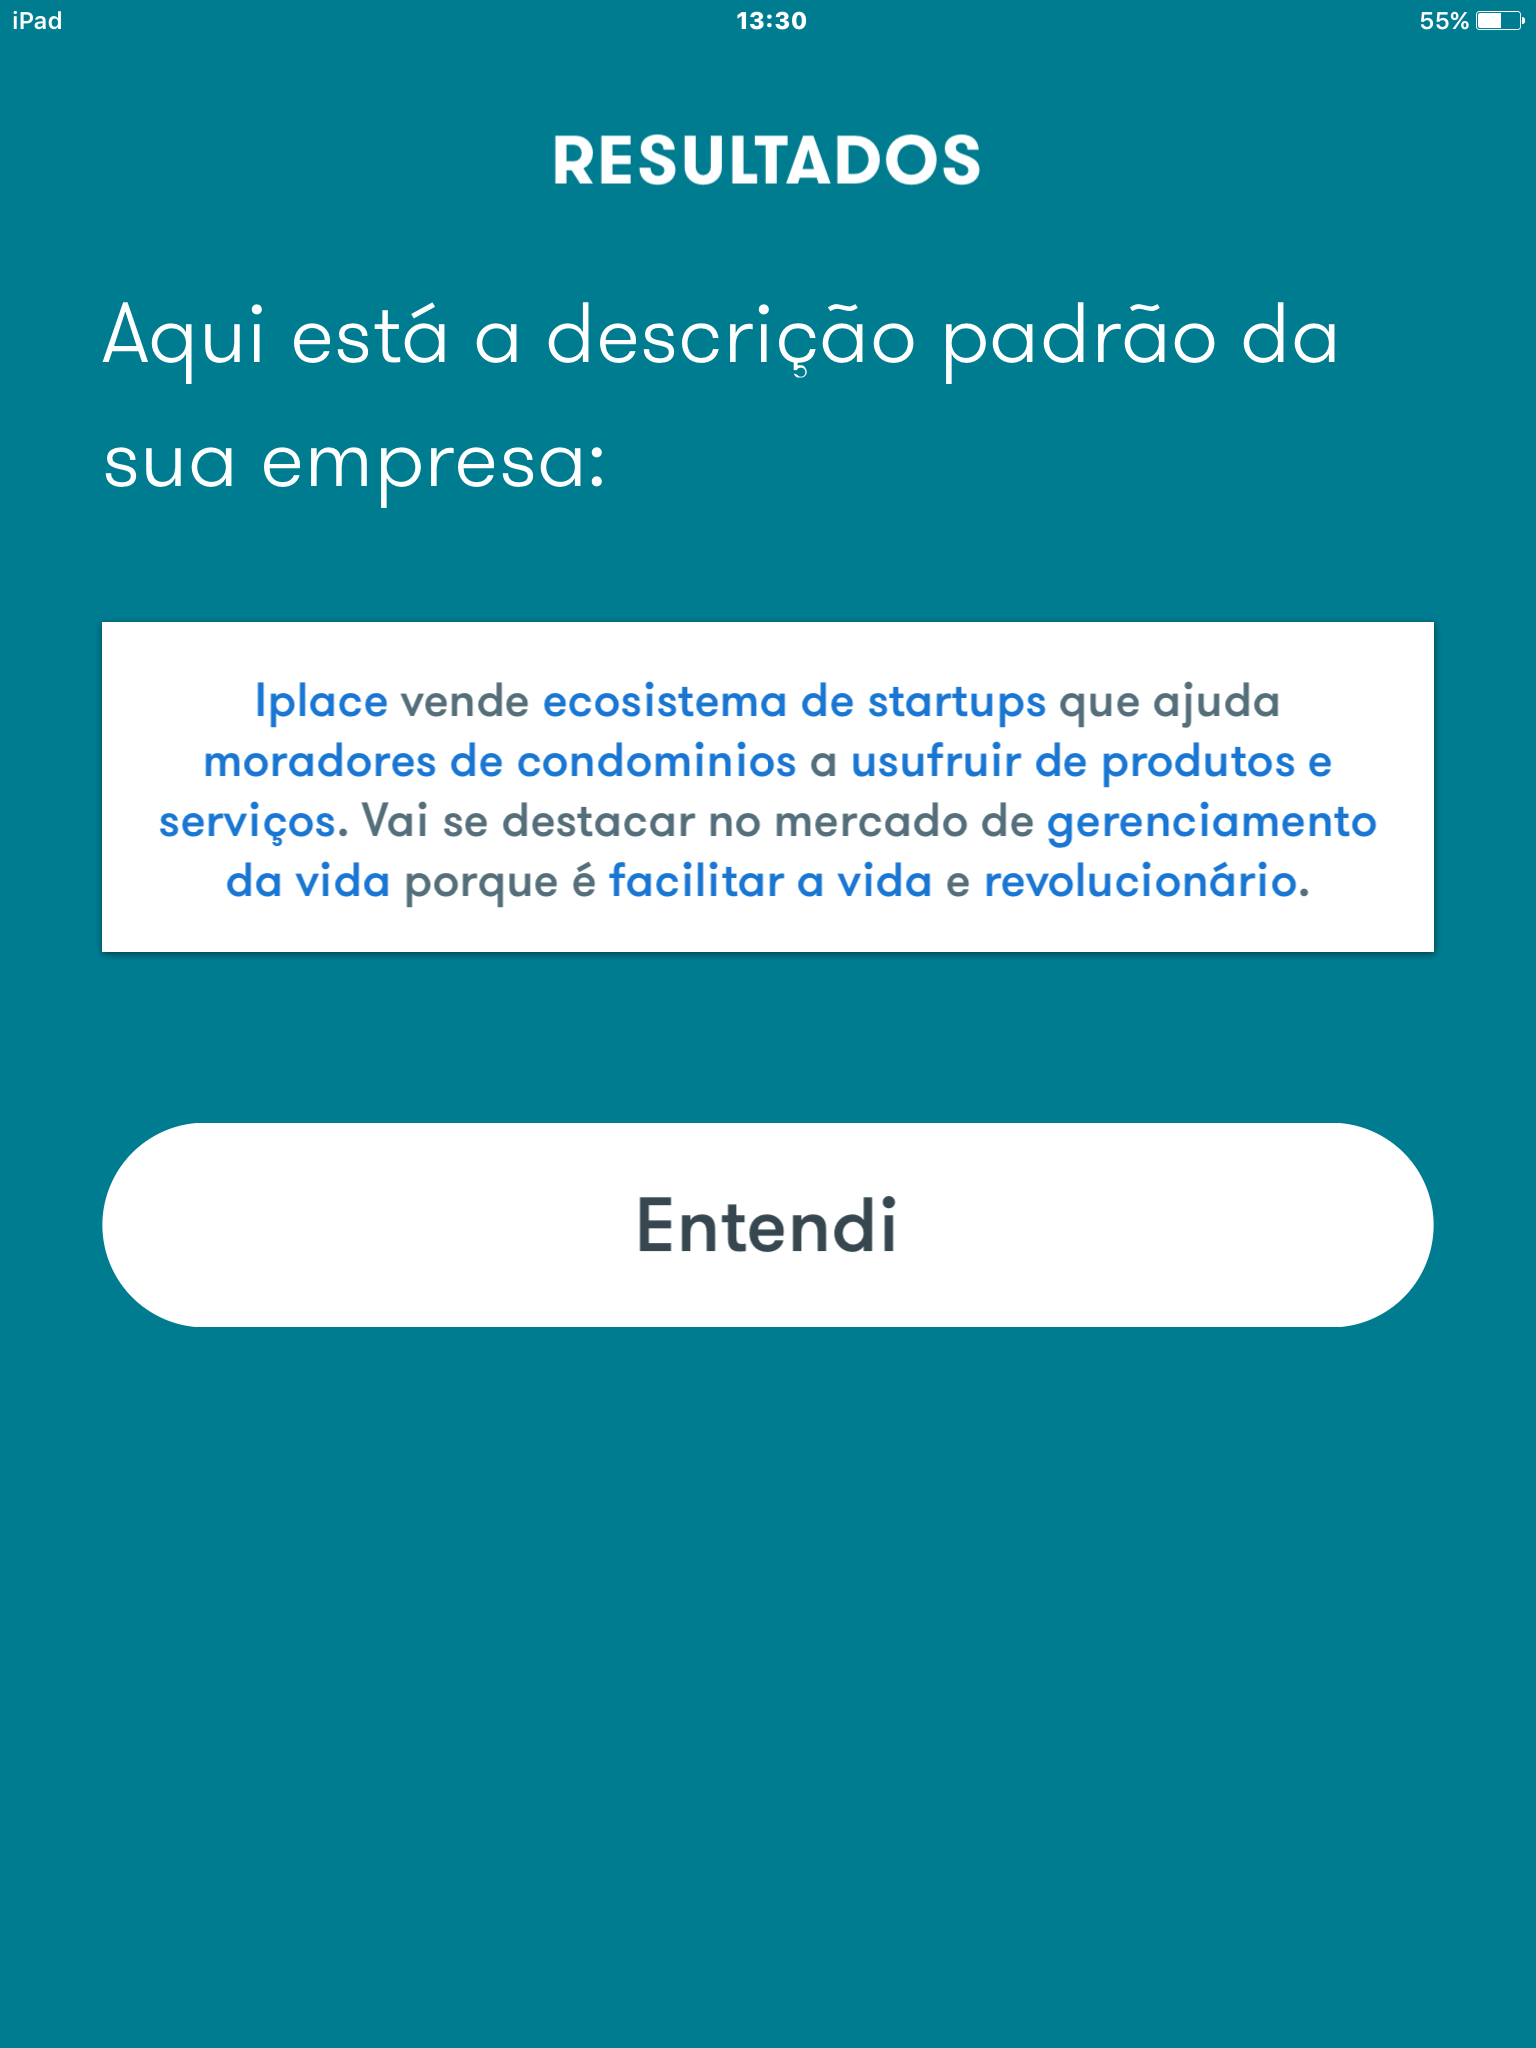 iPad
13:30
55%
RESULTADOS
Aqui está a descrição padrão da
sua empresa:
Iplace vende ecosistema de startups que ajuda
moradores de condominios a usufruir de produtos e
serviços. Vai se destacar no mercado de gerenciamento
da vida porque é facilitar a vida e revolucionário.
Entendi